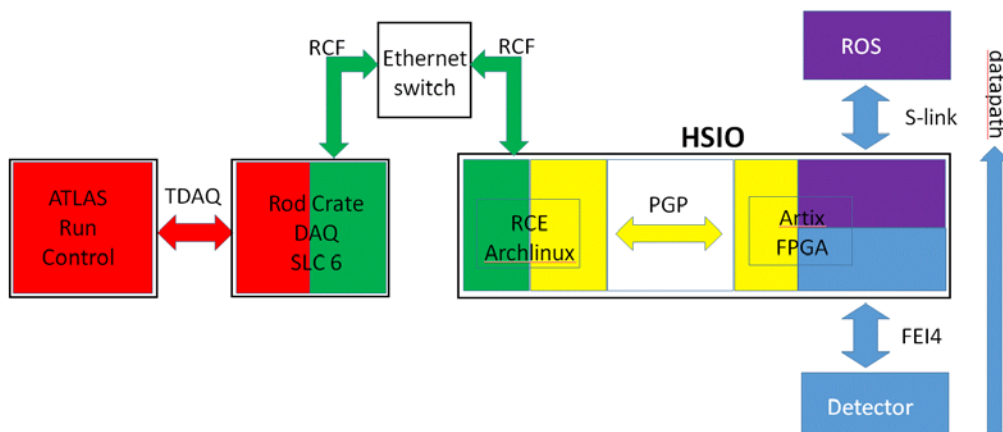 RCF
Ethernet
switch
RCF
ROS
S-link
datapath
HSIO
ATLAS
Run
Control
TDAQ
Rod Crate
DAQ
SLC 6
RCE
Archlinux
PGP
Artix
FPGA
FEI4
Detector